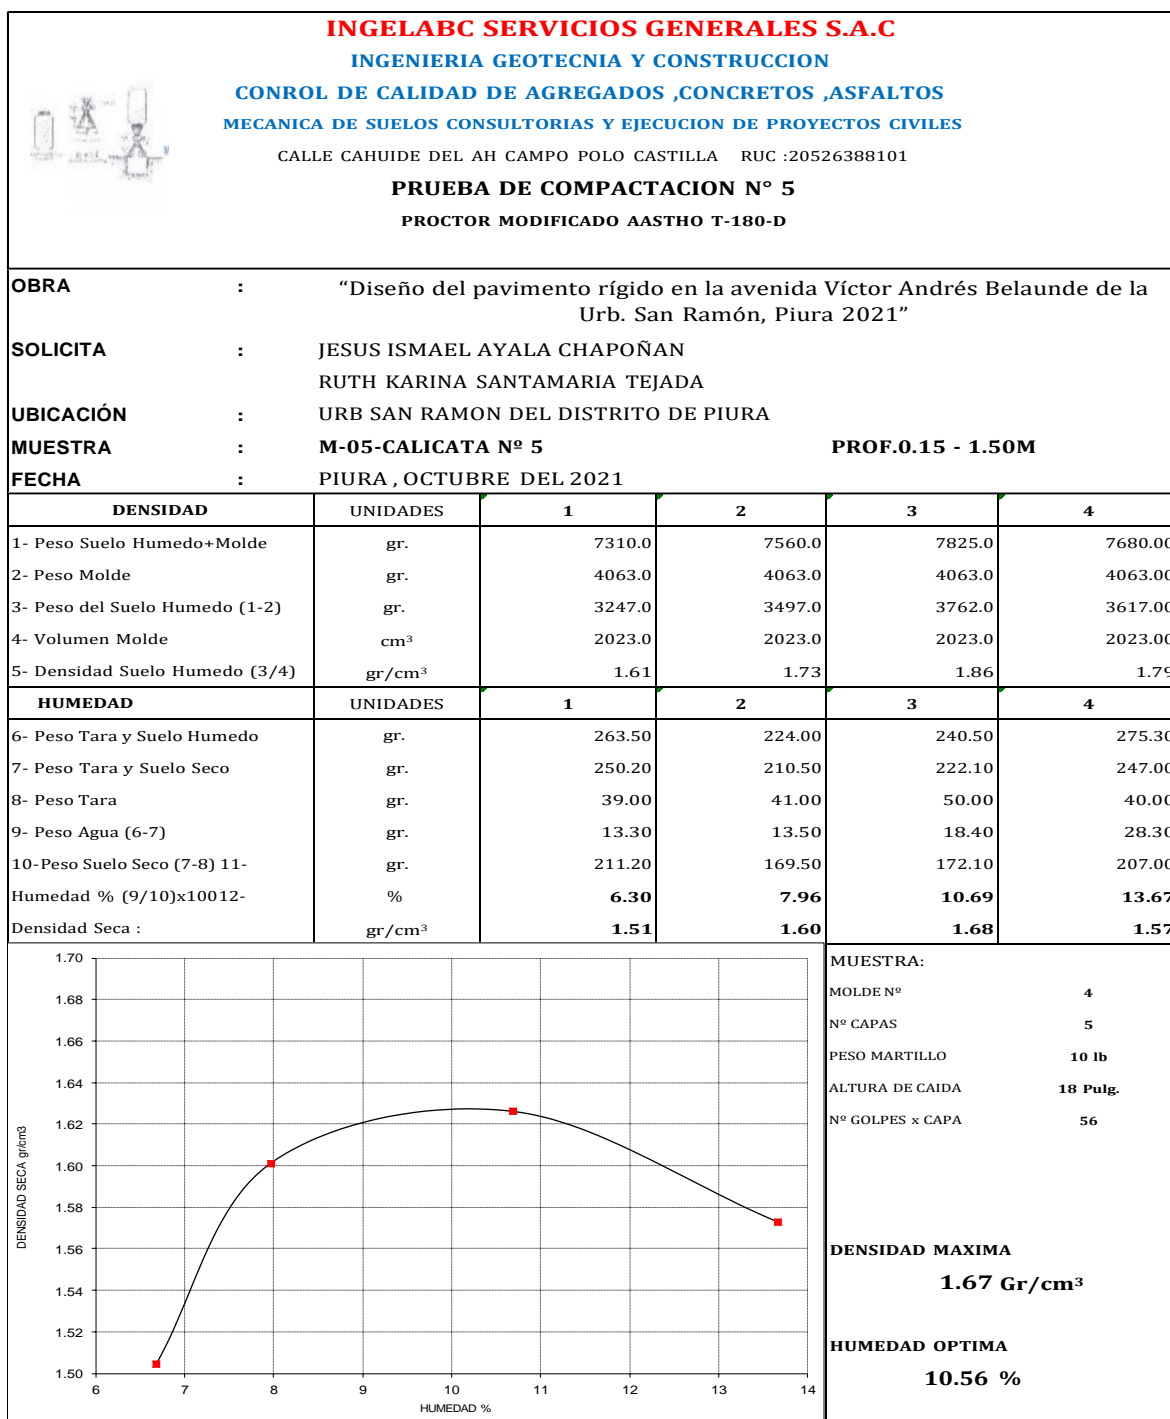 INGELABC SERVICIOS GENERALES S.A.C
INGENIERIA GEOTECNIA Y CONSTRUCCION
CONROL DE CALIDAD DE AGREGADOS ,CONCRETOS ,ASFALTOS
MECANICA DE SUELOS CONSULTORIAS Y EJECUCION DE PROYECTOS CIVILES
CALLE CAHUIDE DEL AH CAMPO POLO CASTILLA RUC :20526388101
PRUEBA DE COMPACTACION N° 5
PROCTOR MODIFICADO AASTHO T-180-D
OBRA : “Diseño del pavimento rígido en la avenida Víctor Andrés Belaunde de la
Urb. San Ramón, Piura 2021”
SOLICITA : JESUS ISMAEL AYALA CHAPOÑAN
RUTH KARINA SANTAMARIA TEJADA
UBICACIÓN : URB SAN RAMON DEL DISTRITO DE PIURA
MUESTRA : M-05-CALICATA Nº 5 PROF.0.15 - 1.50M
FECHA : PIURA , OCTUBRE DEL 2021
DENSIDAD UNIDADES 1 2 3 4
1- Peso Suelo Humedo+Molde gr. 7310.0 7560.0 7825.0 7680.00
2- Peso Molde gr. 4063.0 4063.0 4063.0 4063.00
3- Peso del Suelo Humedo (1-2) gr. 3247.0 3497.0 3762.0 3617.00
4- Volumen Molde cm³ 2023.0 2023.0 2023.0 2023.00
5- Densidad Suelo Humedo (3/4) gr/cm³ 1.61 1.73 1.86 1.79
HUMEDAD UNIDADES 1 2 3 4
6- Peso Tara y Suelo Humedo gr. 263.50 224.00 240.50 275.30
7- Peso Tara y Suelo Seco gr. 250.20 210.50 222.10 247.00
8- Peso Tara gr. 39.00 41.00 50.00 40.00
9- Peso Agua (6-7) gr. 13.30 13.50 18.40 28.30
10-Peso Suelo Seco (7-8) 11- gr. 211.20 169.50 172.10 207.00
Humedad % (9/10)x10012- % 6.30 7.96 10.69 13.67
Densidad Seca : gr/cm³ 1.51 1.60 1.68 1.57
DENSIDAD SECA gr/cm3
1.70
1.68
1.66
1.64
1.62
1.60
1.58
1.56
1.54
1.52
1.50
6 7 8 9 10 11 12 13 14
HUMEDAD %
MUESTRA:
MOLDE Nº 4
Nº CAPAS 5
PESO MARTILLO 10 lb
ALTURA DE CAIDA 18 Pulg.
Nº GOLPES x CAPA 56
DENSIDAD MAXIMA
1.67 Gr/cm³
HUMEDAD OPTIMA
10.56 %